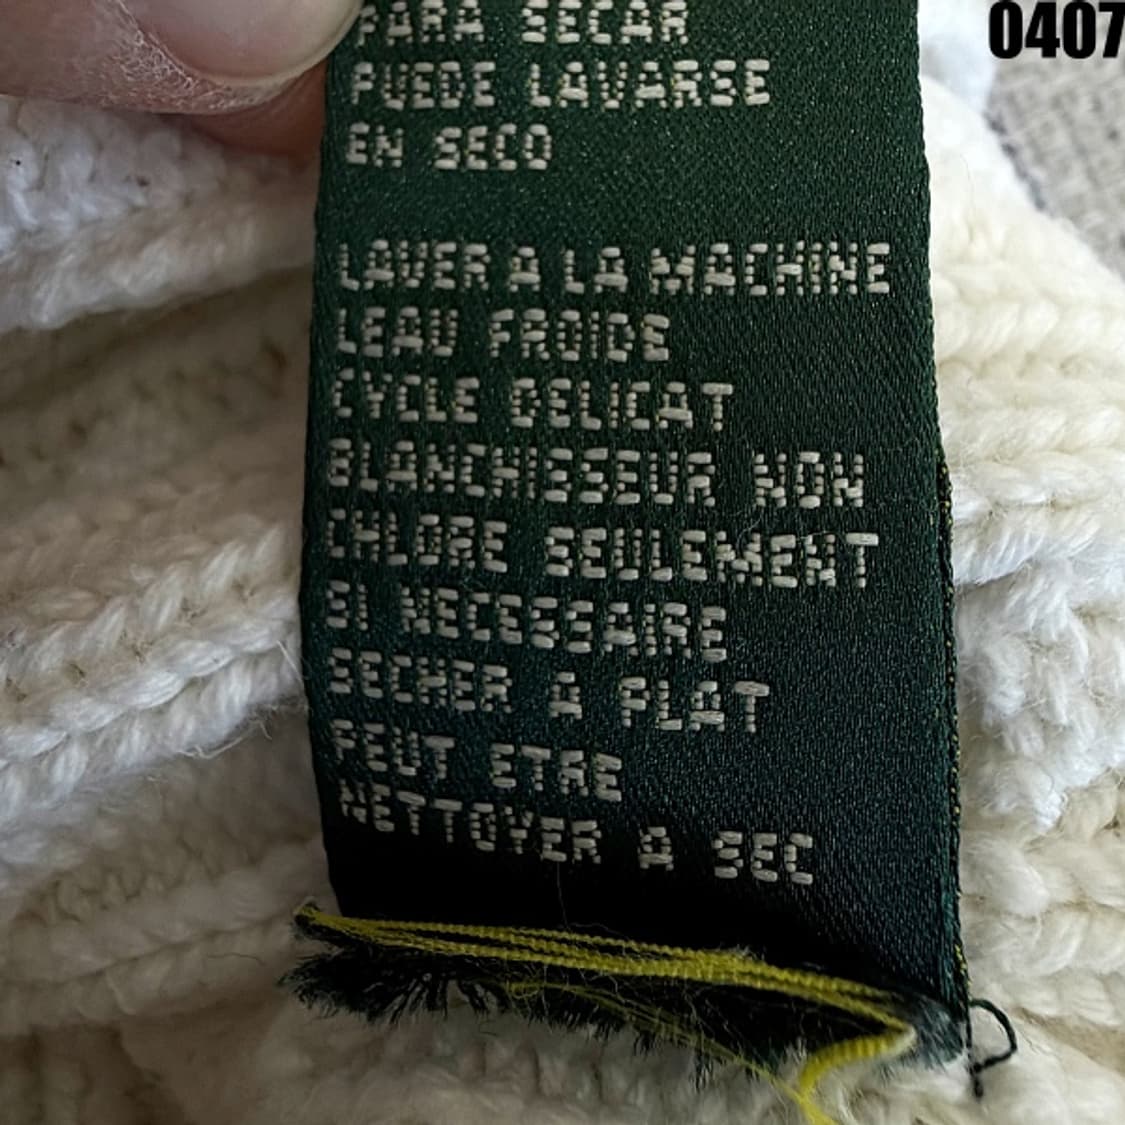 0407
PARA SECAR
PUEDE LAVARSE
EN SECO
LAVER A LA MACHINE
LEAU FROIDE
CYCLE DELICAT
BLANCHISSEUR NON
CHLORE SEULEMENT
SI NECESSAIRE
SECHER A PLAT
PEUT ETRE
NETTOYER A SEC